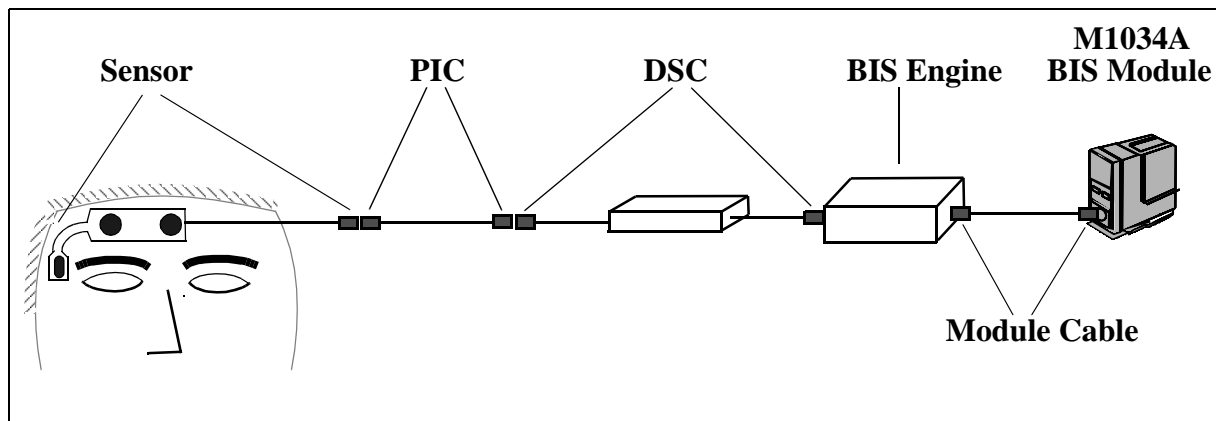 Sensor
PIC
DSC
BIS Engine
M1034A
BIS Module
Module Cable